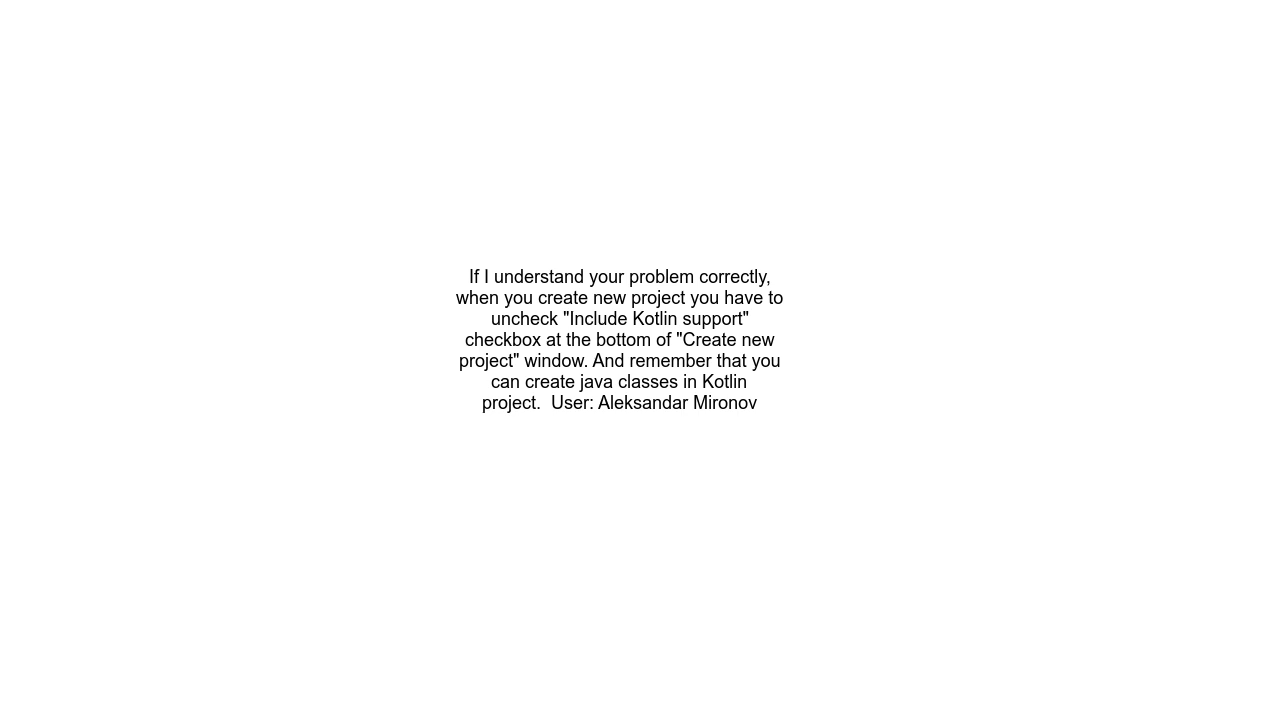 If I understand your problem correctly,
when you create new project you have to
uncheck "Include Kotlin support"
checkbox at the bottom of "Create new
project" window. And remember that you
can create java classes in Kotlin
project.  User: Aleksandar Mironov